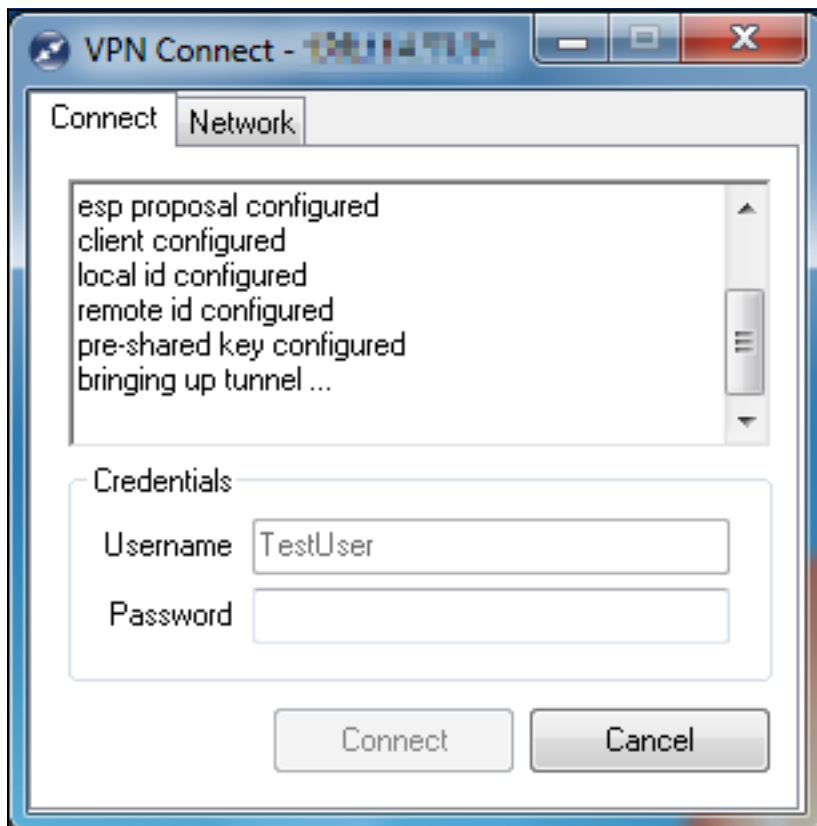 VPN Connect -
Connect
Network
esp proposal configured
client configured
local id configured
remote id configured
pre-shared key configured
bringing up tunnel ...
Credentials
Username
TestUser
Password
Connect
Cancel